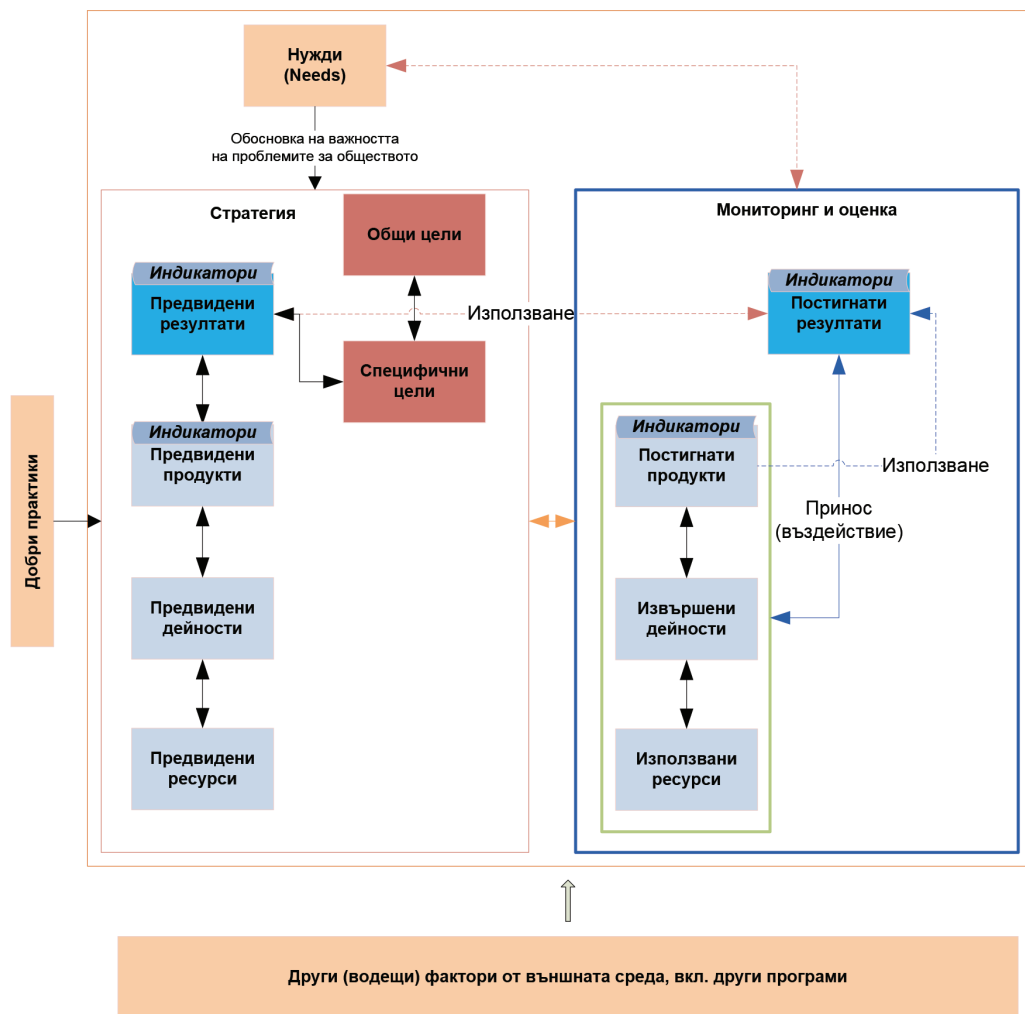 Нужди
(Needs)
Обосновка на важността
на проблемите за обществото
Стратегия
Общи цели
Индикатори
Предвидени
резултати
Специфични
цели
Индикатори
Предвидени
продукти
Предвидени
дейности
Предвидени
ресурси
Добри практики
Използване
Мониторинг и оценка
Индикатори
Постигнати
резултати
Индикатори
Постигнати
продукти
Използване
Принос
(въздействие)
Извършени
дейности
Използвани
ресурси
Други (водещи) фактори от външната среда, вкл. други програми